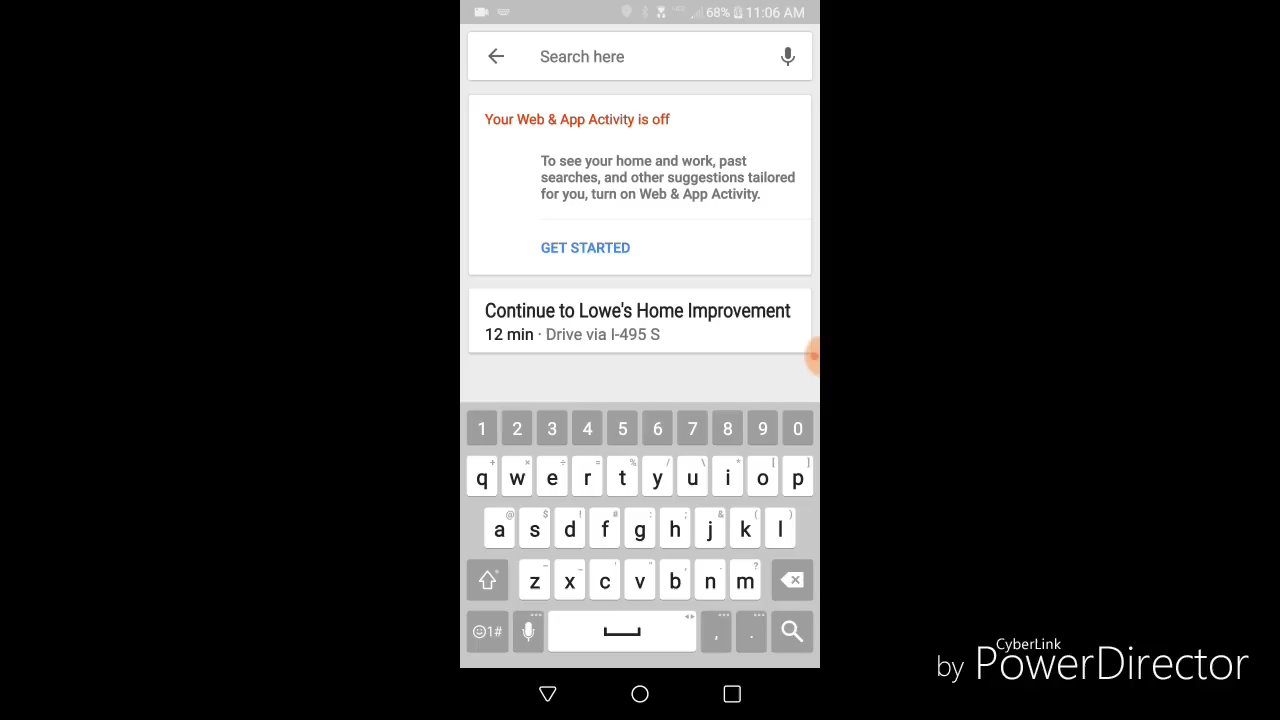 68% 11:06 AM
Search here
Your Web & App Activity is off
To see your home and work, past
searches, and other suggestions tailored
for you, turn on Web & App Activity.
GET STARTED
Continue to Lowe's Home Improvement
12 min · Drive via I-495 S
1 2 3 4 5 6 7 8 9 0
+ × ÷ = % / \ * [ ]
q w e r t y u i o p
@ $ ! # : ; & ( )
a s d f g h j k l
z x c v b n m ?
☺1# , .
CyberLink
by PowerDirector